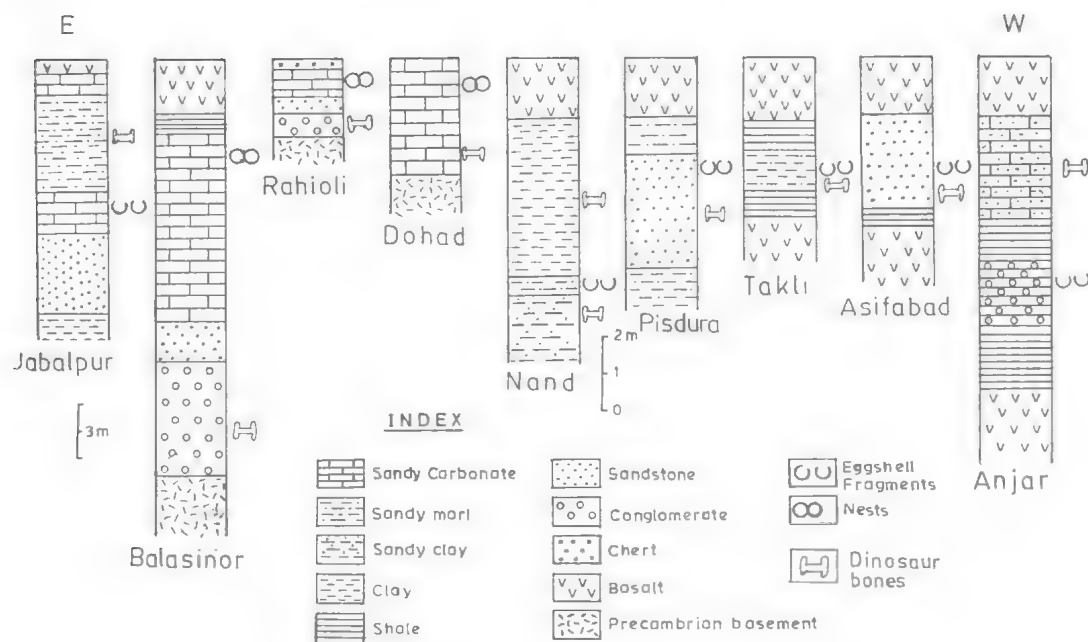 E
W
Jabalpur
Balasinor
Rahioli
Dohad
Nand
Pisdura
Takli
Asifabad
Anjar
3m
2m
1
0
INDEX
Sandy Carbonate
Sandy marl
Sandy clay
Clay
Shale
Sandstone
Conglomerate
Chert
Basalt
Precambrian basement
Eggshell
Fragments
Nests
Dinosaur
bones